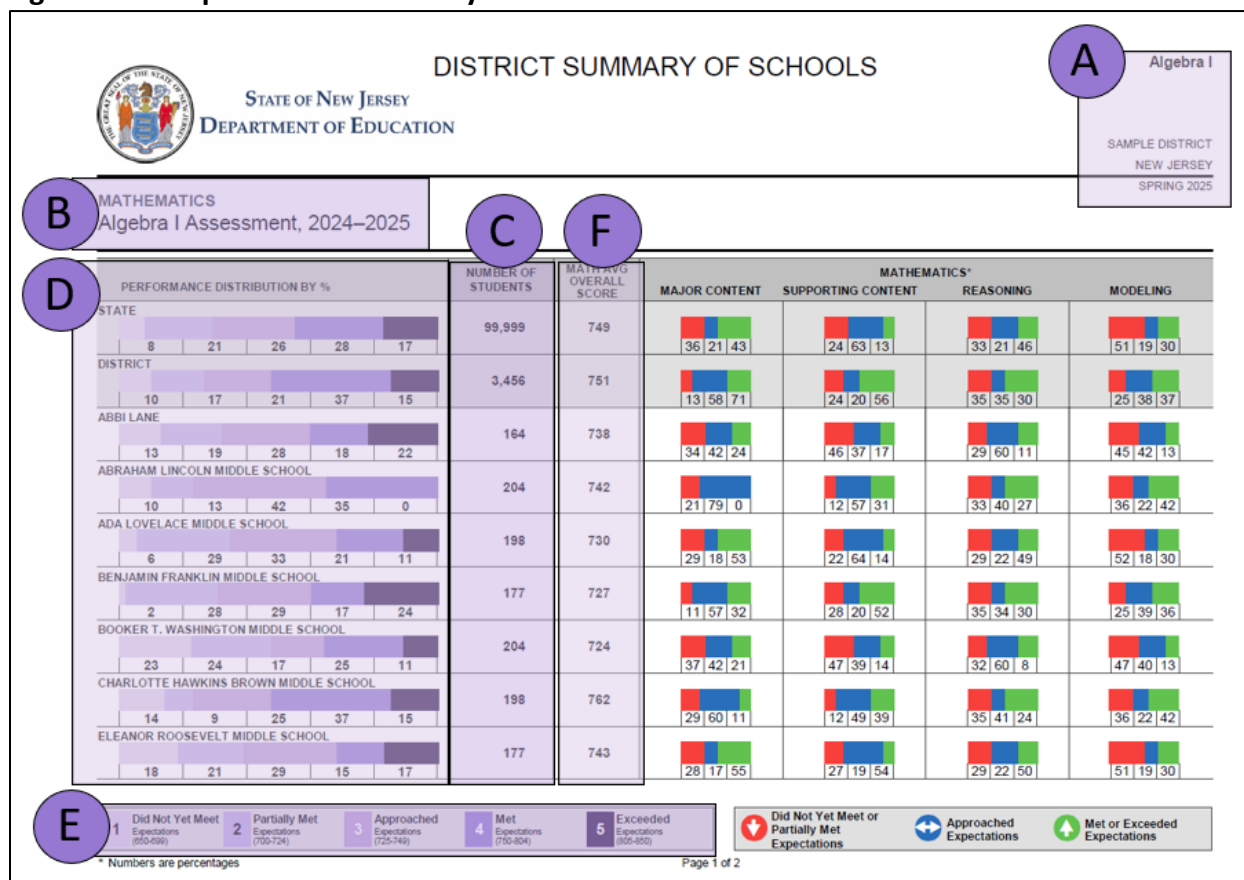 DISTRICT SUMMARY OF SCHOOLS
THE GREAT SEAL OF THE STATE OF NEW JERSEY
STATE OF NEW JERSEY
DEPARTMENT OF EDUCATION
A
Algebra I
SAMPLE DISTRICT
NEW JERSEY
SPRING 2025
B
MATHEMATICS
Algebra I Assessment, 2024–2025
C
F
D
PERFORMANCE DISTRIBUTION BY %
NUMBER OF
STUDENTS
MATH AVG
OVERALL
SCORE
MATHEMATICS*
MAJOR CONTENT SUPPORTING CONTENT REASONING MODELING
STATE
99,999 749
8 21 26 28 17 36 21 43 24 63 13 33 21 46 51 19 30
DISTRICT
3,456 751
10 17 21 37 15 13 58 71 24 20 56 35 35 30 25 38 37
ABBI LANE
164 738
13 19 28 18 22 34 42 24 46 37 17 29 60 11 45 42 13
ABRAHAM LINCOLN MIDDLE SCHOOL
204 742
10 13 42 35 0 21 79 0 12 57 31 33 40 27 36 22 42
ADA LOVELACE MIDDLE SCHOOL
198 730
6 29 33 21 11 29 18 53 22 64 14 29 22 49 52 18 30
BENJAMIN FRANKLIN MIDDLE SCHOOL
177 727
2 28 29 17 24 11 57 32 28 20 52 35 34 30 25 39 36
BOOKER T. WASHINGTON MIDDLE SCHOOL
204 724
23 24 17 25 11 37 42 21 47 39 14 32 60 8 47 40 13
CHARLOTTE HAWKINS BROWN MIDDLE SCHOOL
198 762
14 9 25 37 15 29 60 11 12 49 39 35 41 24 36 22 42
ELEANOR ROOSEVELT MIDDLE SCHOOL
177 743
18 21 29 15 17 28 17 55 27 19 54 29 22 50 51 19 30
E
1 Did Not Yet Meet
Expectations
(650-699)
2 Partially Met
Expectations
(700-724)
3 Approached
Expectations
(725-749)
4 Met
Expectations
(750-804)
5 Exceeded
Expectations
(805-850)
Did Not Yet Meet or
Partially Met
Expectations
Approached
Expectations
Met or Exceeded
Expectations
* Numbers are percentages
Page 1 of 2